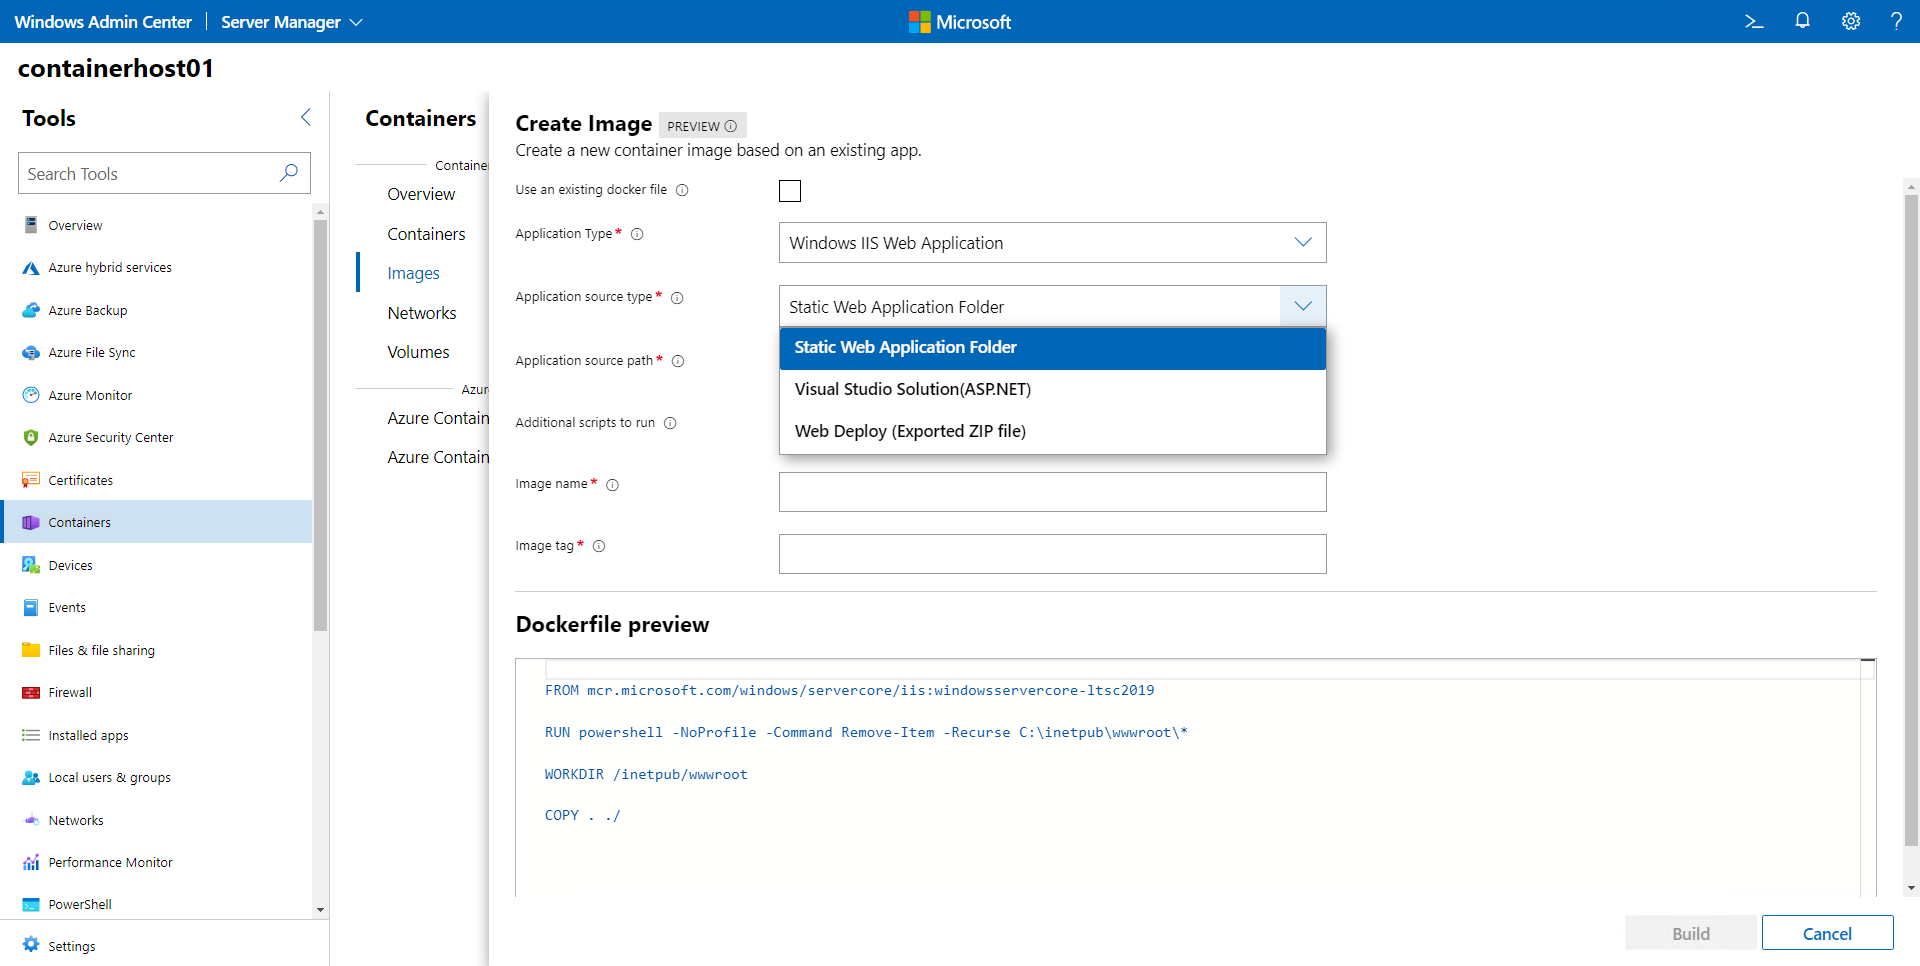 Windows Admin Center
Server Manager
Microsoft
containerhost01
Tools
Search Tools
Overview
Azure hybrid services
Azure Backup
Azure File Sync
Azure Monitor
Azure Security Center
Certificates
Containers
Devices
Events
Files & file sharing
Firewall
Installed apps
Local users & groups
Networks
Performance Monitor
PowerShell
Settings
Containers
Container
Overview
Containers
Images
Networks
Volumes
Azure
Azure Contain
Azure Contain
Create Image PREVIEW
Create a new container image based on an existing app.
Use an existing docker file
Application Type*
Windows IIS Web Application
Application source type*
Static Web Application Folder
Static Web Application Folder
Visual Studio Solution(ASP.NET)
Web Deploy (Exported ZIP file)
Application source path*
Additional scripts to run
Image name*
Image tag*
Dockerfile preview
FROM mcr.microsoft.com/windows/servercore/iis:windowsservercore-ltsc2019
RUN powershell -NoProfile -Command Remove-Item -Recurse C:\inetpub\wwwroot\*
WORKDIR /inetpub/wwwroot
COPY . ./
Build
Cancel